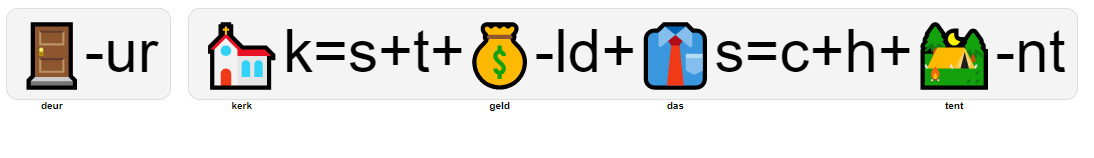 -ur k=s+t+ -ld+ s=c+h+ -nt
deur kerk geld das tent